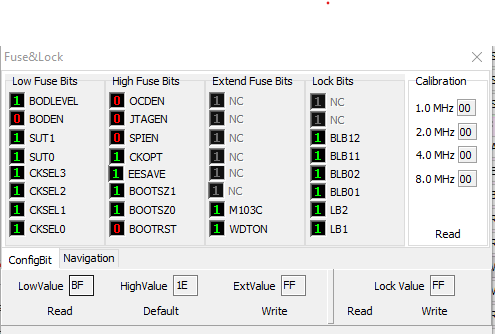 Fuse&Lock
Low Fuse Bits High Fuse Bits Extend Fuse Bits Lock Bits Calibration
1 BODLEVEL 0 OCDEN 1 NC 1 NC
0 BODEN 0 JTAGEN 1 NC 1 NC
1 SUT1 0 SPIEN 1 NC 1 BLB12
1 SUT0 1 CKOPT 1 NC 1 BLB11
1 CKSEL3 1 EESAVE 1 NC 1 BLB02
1 CKSEL2 1 BOOTSZ1 1 NC 1 BLB01
1 CKSEL1 1 BOOTSZ0 1 M103C 1 LB2
1 CKSEL0 0 BOOTRST 1 WDTON 1 LB1
1.0 MHz 00
2.0 MHz 00
4.0 MHz 00
8.0 MHz 00
Read
ConfigBit Navigation
LowValue BF HighValue 1E ExtValue FF Lock Value FF
Read Default Write Read Write